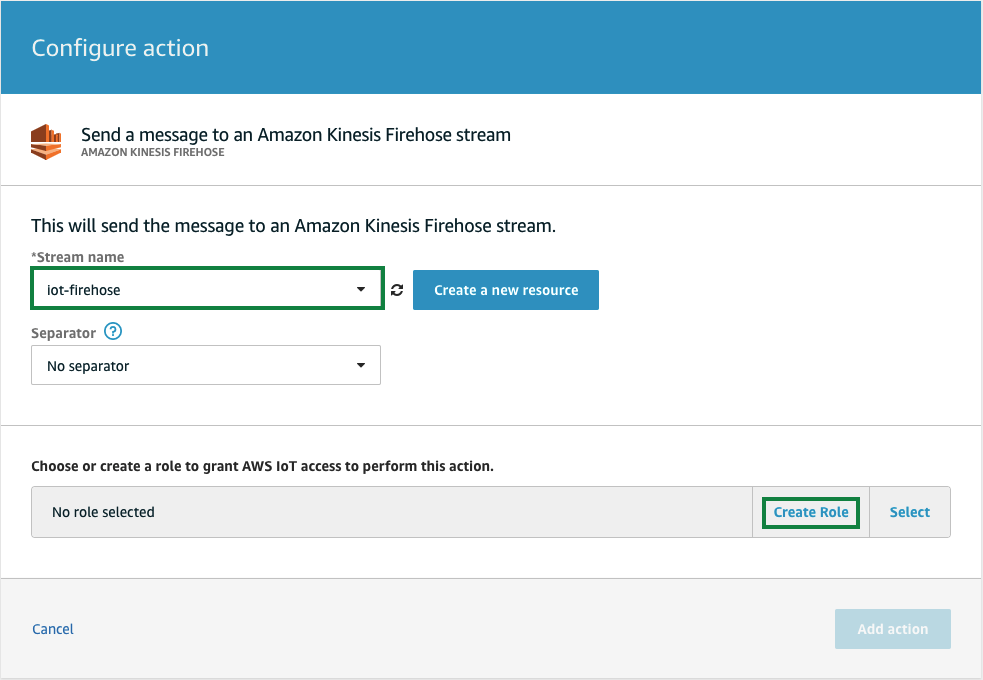 Configure action
Send a message to an Amazon Kinesis Firehose stream
AMAZON KINESIS FIREHOSE
This will send the message to an Amazon Kinesis Firehose stream.
*Stream name
iot-firehose
Create a new resource
Separator ?
No separator
Choose or create a role to grant AWS IoT access to perform this action.
No role selected
Create Role
Select
Cancel
Add action